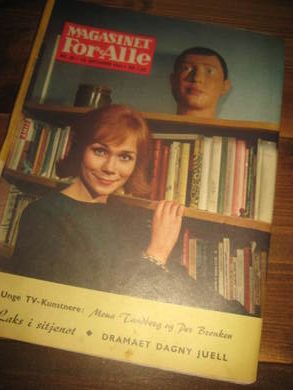 MAGASINET
For Alle
Unge TV-Kunstnere: Mona Tandberg og Per Bronken
Laks i sitjenot ◆ DRAMAET DAGNY JUELL